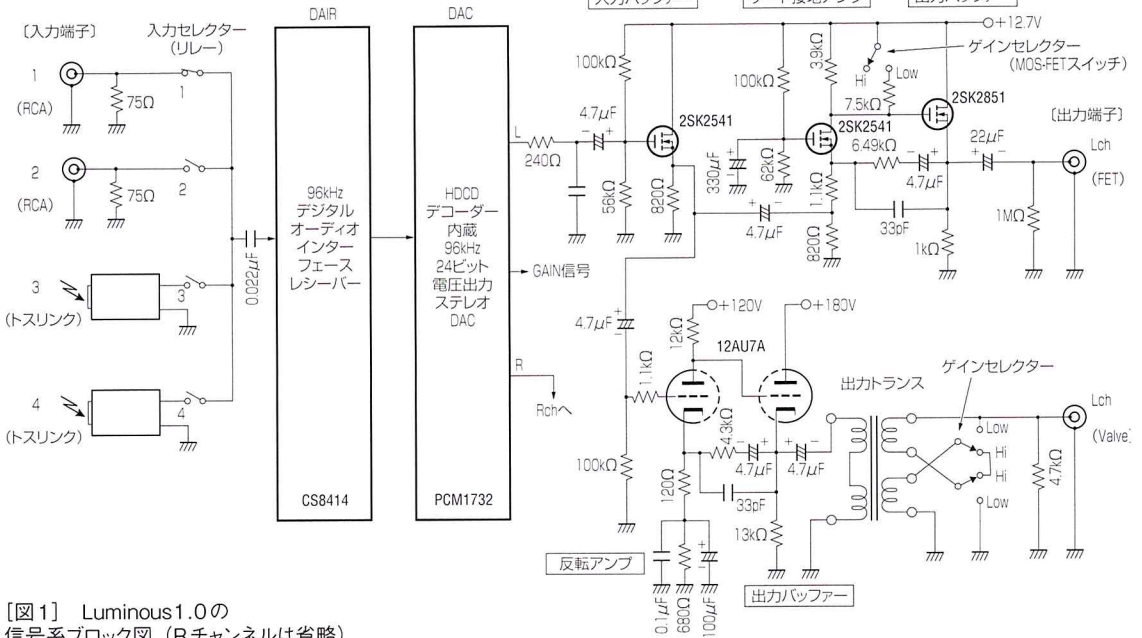 入力バッファー
ゲート接地アンプ
出力バッファー
〔入力端子〕
入力セレクター
(リレー)
1
(RCA)
75Ω
1
2
(RCA)
75Ω
2
3
(トスリンク)
3
4
(トスリンク)
4
0.022μF
DAIR
96kHz
デジタル
オーディオ
インター
フェース
レシーバー
CS8414
DAC
HDCD
デコーダー
内蔵
96kHz
24ビット
電圧出力
ステレオ
DAC
PCM1732
L
GAIN信号
R
Rchへ
240Ω
4.7μF
100kΩ
56kΩ
2SK2541
820Ω
4.7μF
100kΩ
330μF
62kΩ
3.9kΩ
2SK2541
1.1kΩ
820Ω
+12.7V
ゲインセレクター
(MOS-FETスイッチ)
Hi
Low
7.5kΩ
2SK2851
6.49kΩ
4.7μF
33pF
1kΩ
22μF
1MΩ
〔出力端子〕
Lch
(FET)
4.7μF
100kΩ
1.1kΩ
+120V
12kΩ
12AU7A
+180V
4.3kΩ
4.7μF
4.7μF
33pF
120Ω
13kΩ
0.1μF
680Ω
100μF
反転アンプ
出力バッファー
出力トランス
ゲインセレクター
Low
Hi
Hi
Low
4.7kΩ
Lch
(Valve)
[図1] Luminous1.0の
信号系ブロック図（Rチャンネルは省略）